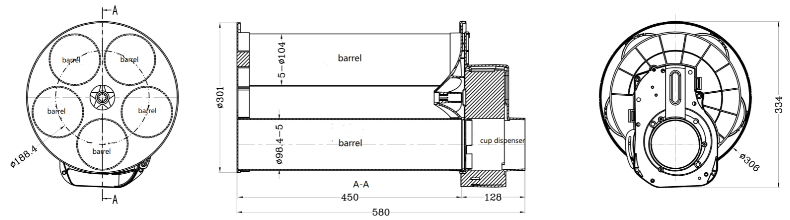 A
barrel
barrel
barrel
barrel
barrel
ø188.4
A
ø301
5-ø104
barrel
ø98.4-5
barrel
cup dispenser
A-A
450
128
580
334
ø306